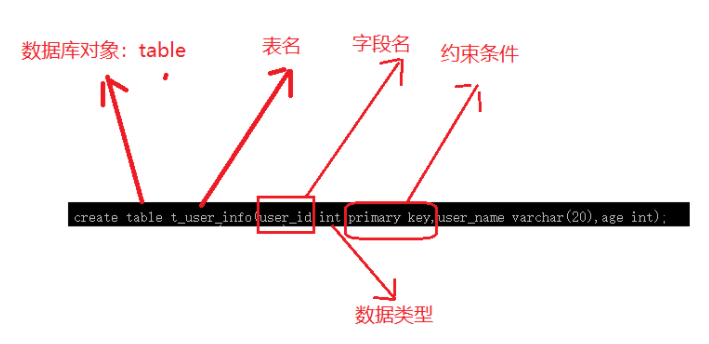 数据库对象：table
表名
字段名
约束条件
create table t_user_info(user_id int primary key,user_name varchar(20),age int);
数据类型